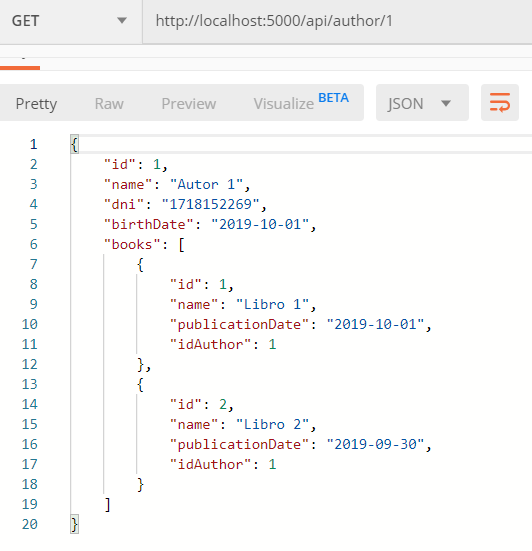 GET http://localhost:5000/api/author/1
Pretty Raw Preview Visualize BETA JSON
1 {
2 "id": 1,
3 "name": "Autor 1",
4 "dni": "1718152269",
5 "birthDate": "2019-10-01",
6 "books": [
7 {
8 "id": 1,
9 "name": "Libro 1",
10 "publicationDate": "2019-10-01",
11 "idAuthor": 1
12 },
13 {
14 "id": 2,
15 "name": "Libro 2",
16 "publicationDate": "2019-09-30",
17 "idAuthor": 1
18 }
19 ]
20 }